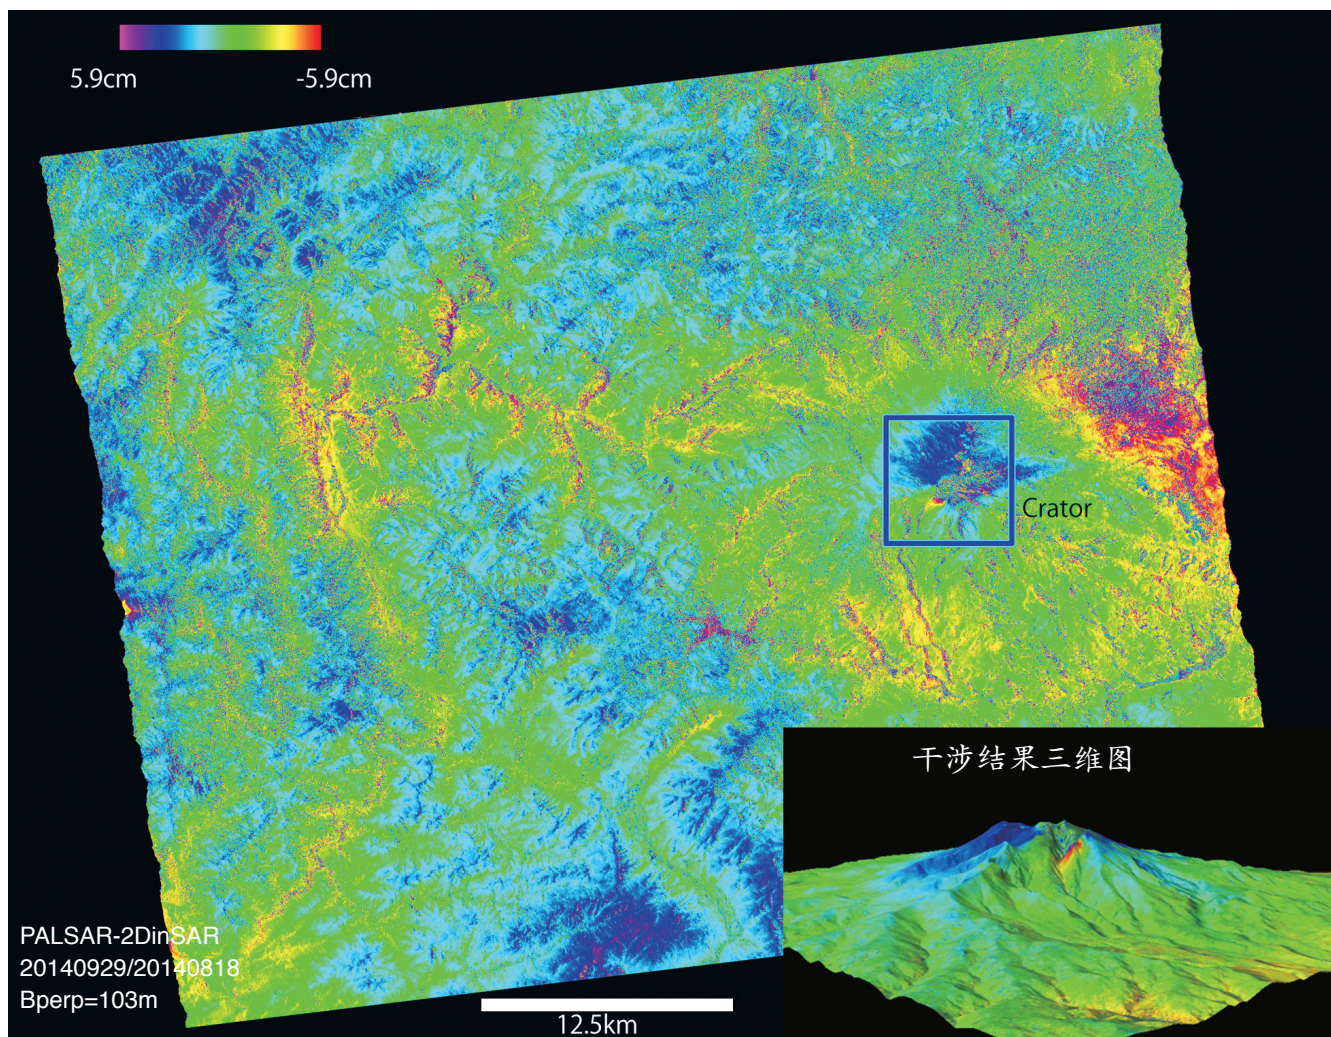 5.9cm
-5.9cm
Crator
干涉结果三维图
PALSAR-2DinSAR
20140929/20140818
Bperp=103m
12.5km